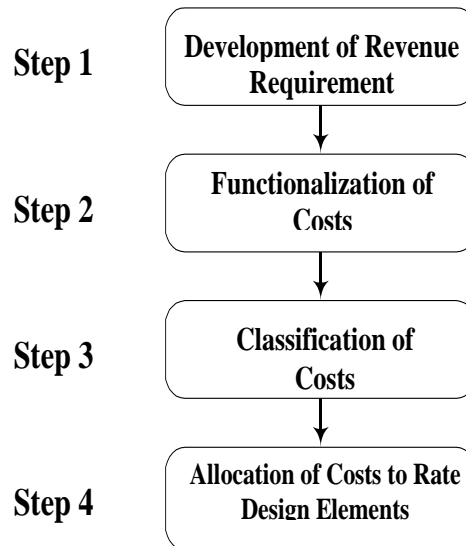 Step 1
Development of Revenue
Requirement
Step 2
Functionalization of
Costs
Step 3
Classification of
Costs
Step 4
Allocation of Costs to Rate
Design Elements